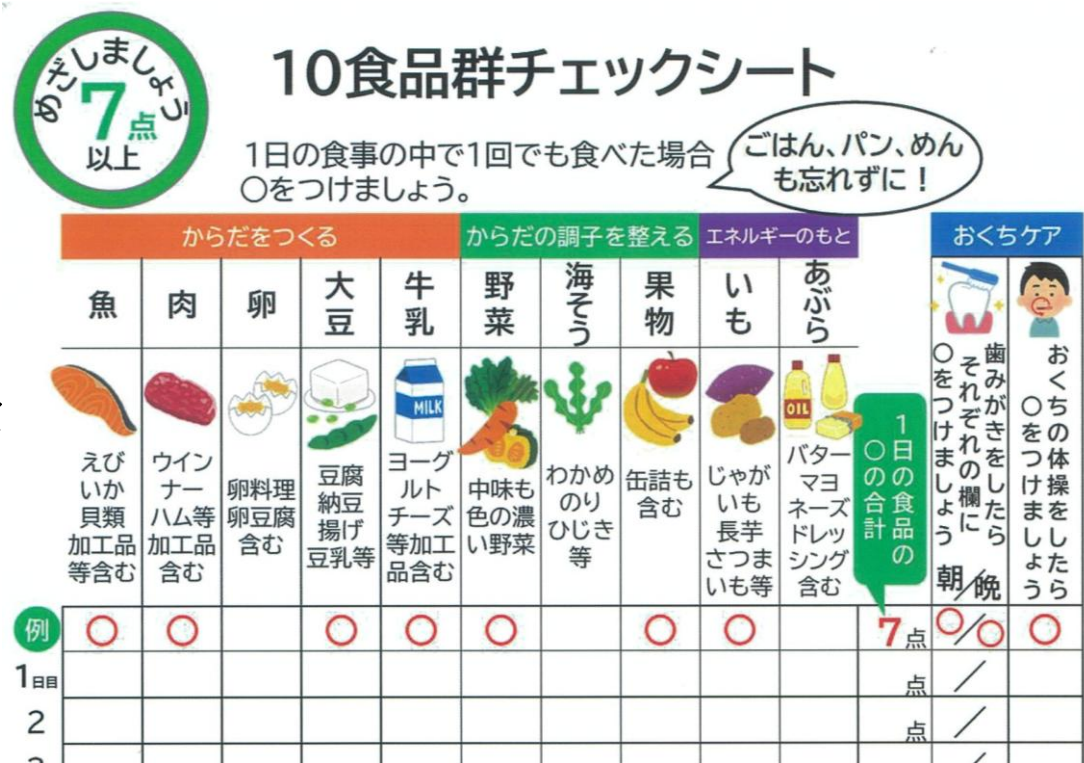 めざしましょう
7点
以上
10食品群チェックシート
1日の食事の中で1回でも食べた場合
〇をつけましょう。
ごはん、パン、めん
も忘れずに！
からだをつくる
からだの調子を整える
エネルギーのもと
おくちケア
魚
肉
卵
大豆
牛乳
野菜
海そう
果物
いも
あぶら
MILK
OIL
えび
いか
貝類
加工品
等含む
ウイン
ナー
ハム等
加工品
含む
卵料理
卵豆腐
含む
豆腐
納豆
揚げ
豆乳等
ヨーグ
ルト
チーズ
等加工
品含む
中味も
色の濃
い野菜
わかめ
のり
ひじき
等
缶詰も
含む
じゃが
いも
長芋
さつま
いも等
バター
マヨ
ネーズ
ドレッ
シング
含む
1日の食品の
〇の合計
歯みがきをしたら
それぞれの欄に
〇をつけましょう
朝/晩
おくちの体操をしたら
〇をつけましょう
例 〇 〇 〇 〇 〇 〇 〇 7点 〇/〇 〇
1日目 点 /
2 点 /